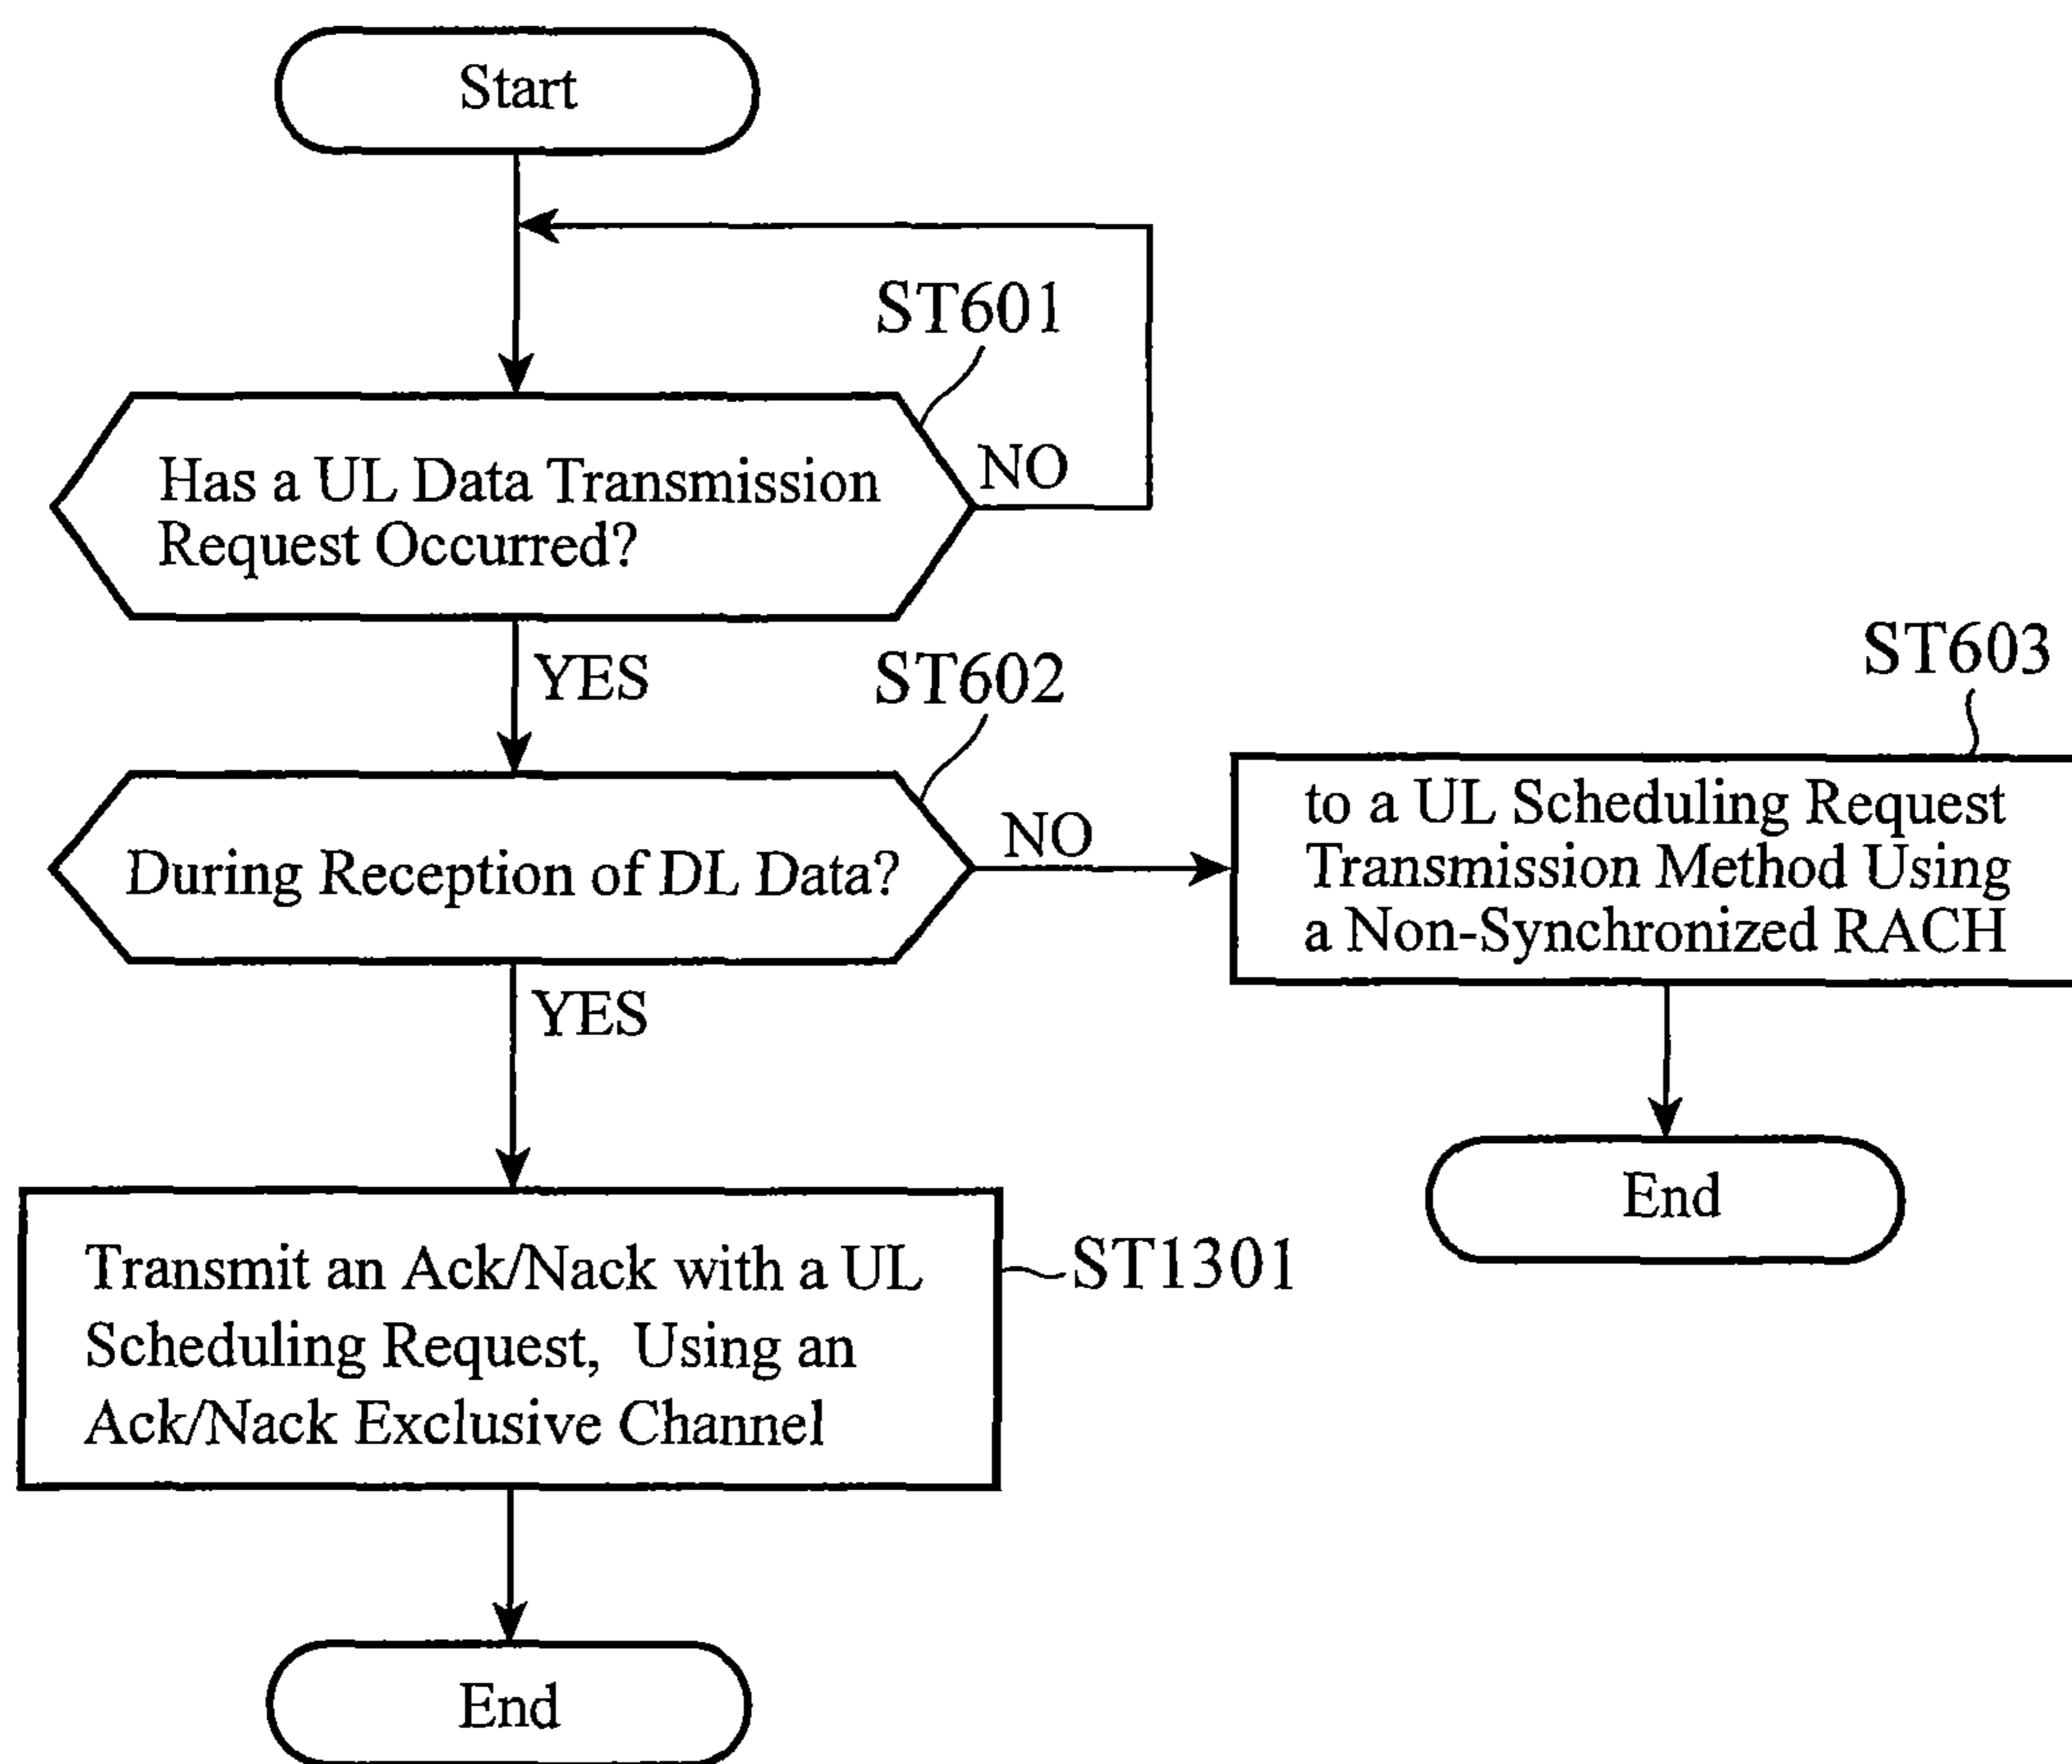 Start
ST601
Has a UL Data Transmission
Request Occurred?
NO
YES
ST602
During Reception of DL Data?
NO
ST603
to a UL Scheduling Request
Transmission Method Using
a Non-Synchronized RACH
YES
End
Transmit an Ack/Nack with a UL
Scheduling Request, Using an
Ack/Nack Exclusive Channel
ST1301
End